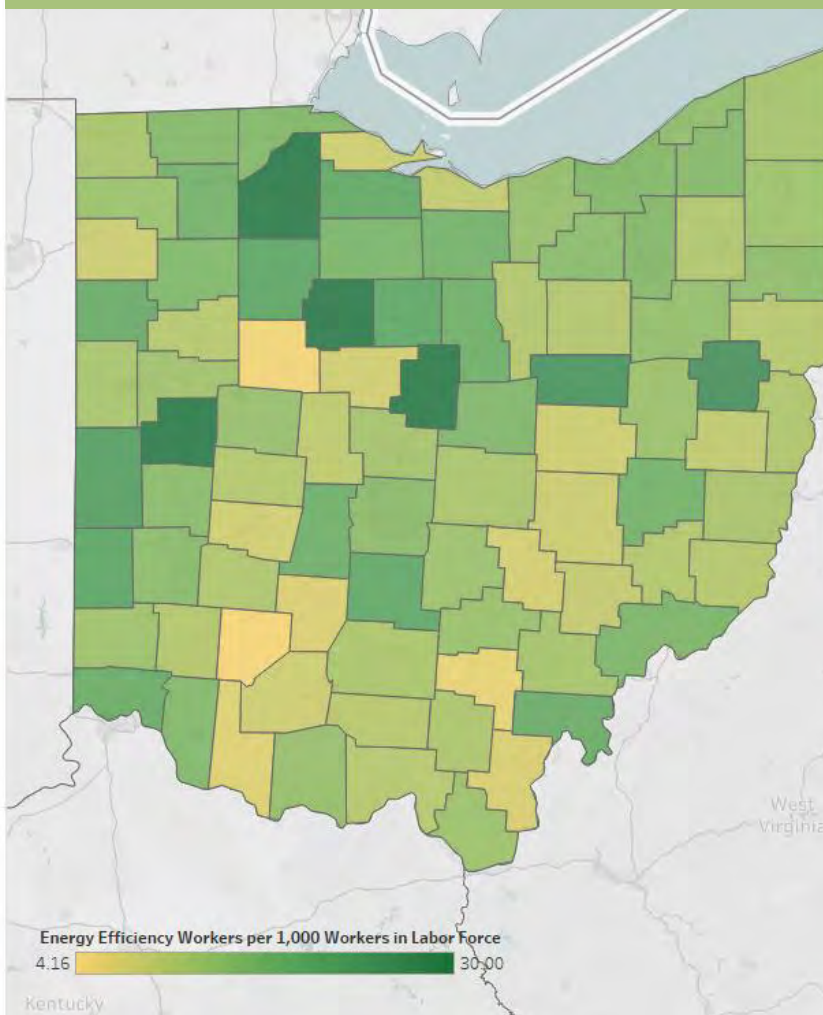 West
Virginia
Energy Efficiency Workers per 1,000 Workers in Labor Force
4.16
30.00
Kentucky